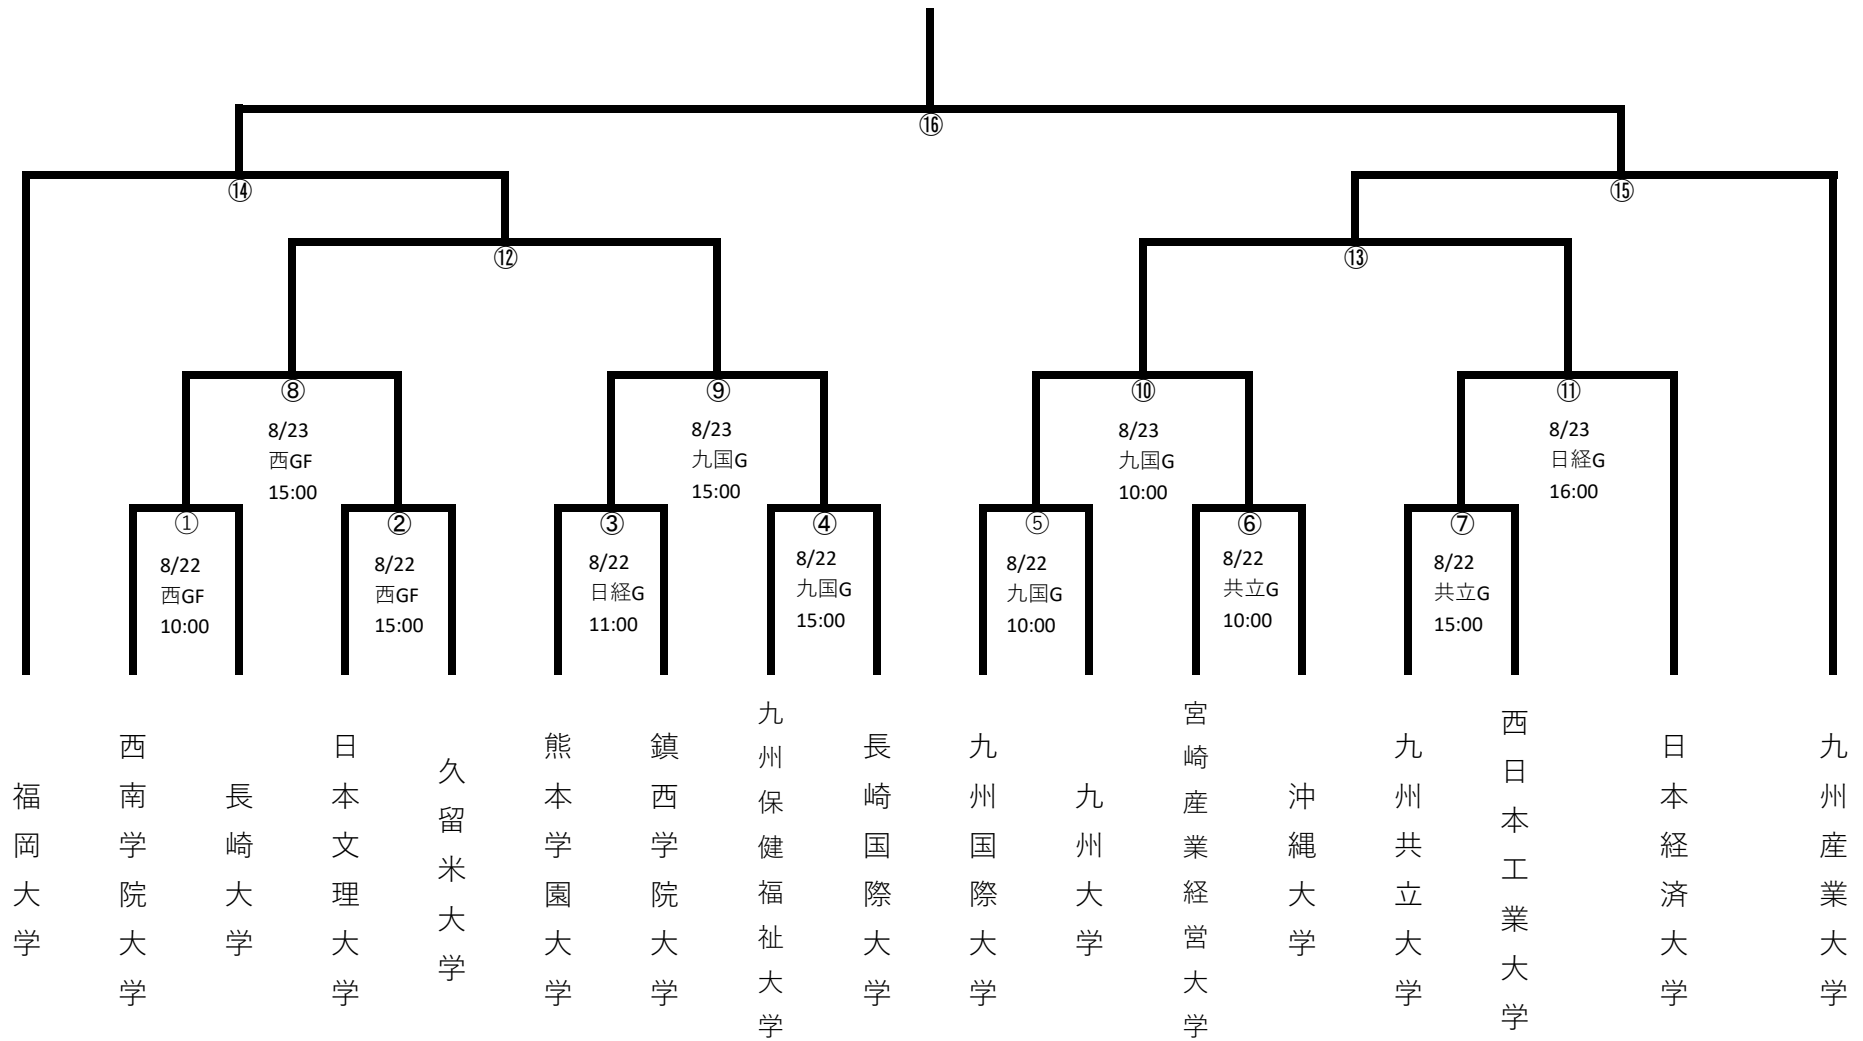 ⑯
⑭
⑮
⑫
⑬
⑧
8/23
西GF
15:00
⑨
8/23
九国G
15:00
⑩
8/23
九国G
10:00
⑪
8/23
日経G
16:00
①
8/22
西GF
10:00
②
8/22
西GF
15:00
③
8/22
日経G
11:00
④
8/22
九国G
15:00
⑤
8/22
九国G
10:00
⑥
8/22
共立G
10:00
⑦
8/22
共立G
15:00
福岡大学
西南学院大学
長崎大学
日本文理大学
久留米大学
熊本学園大学
鎮西学院大学
九州保健福祉大学
長崎国際大学
九州国際大学
九州大学
宮崎産業経営大学
沖縄大学
九州共立大学
西日本工業大学
日本経済大学
九州産業大学